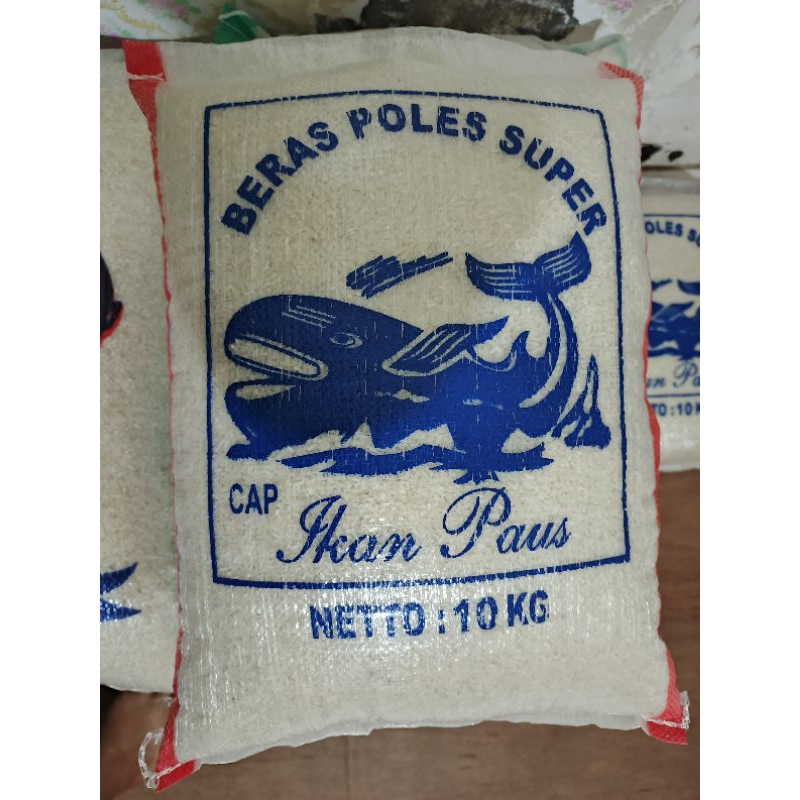 BERAS POLES SUPER
CAP
Ikan Paus
NETTO : 10 KG